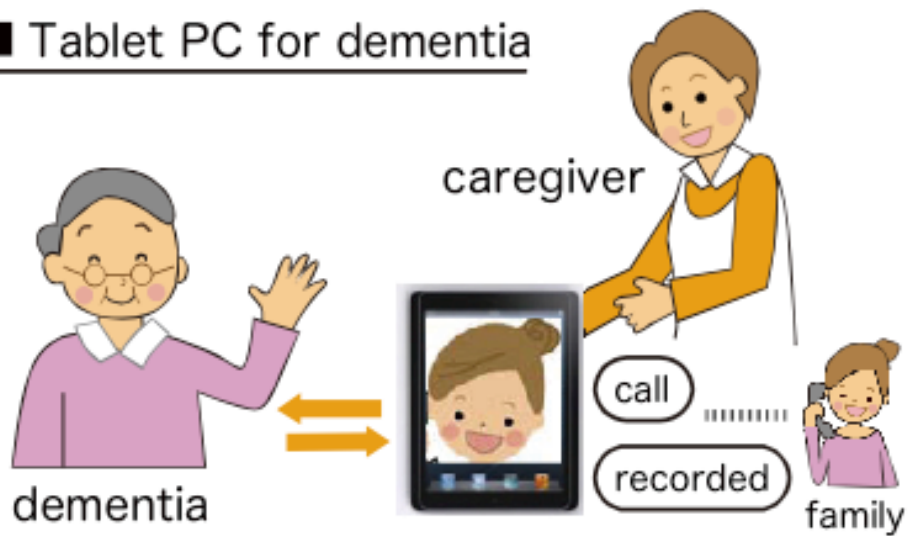 ■ Tablet PC for dementia
caregiver
call
recorded
dementia
family